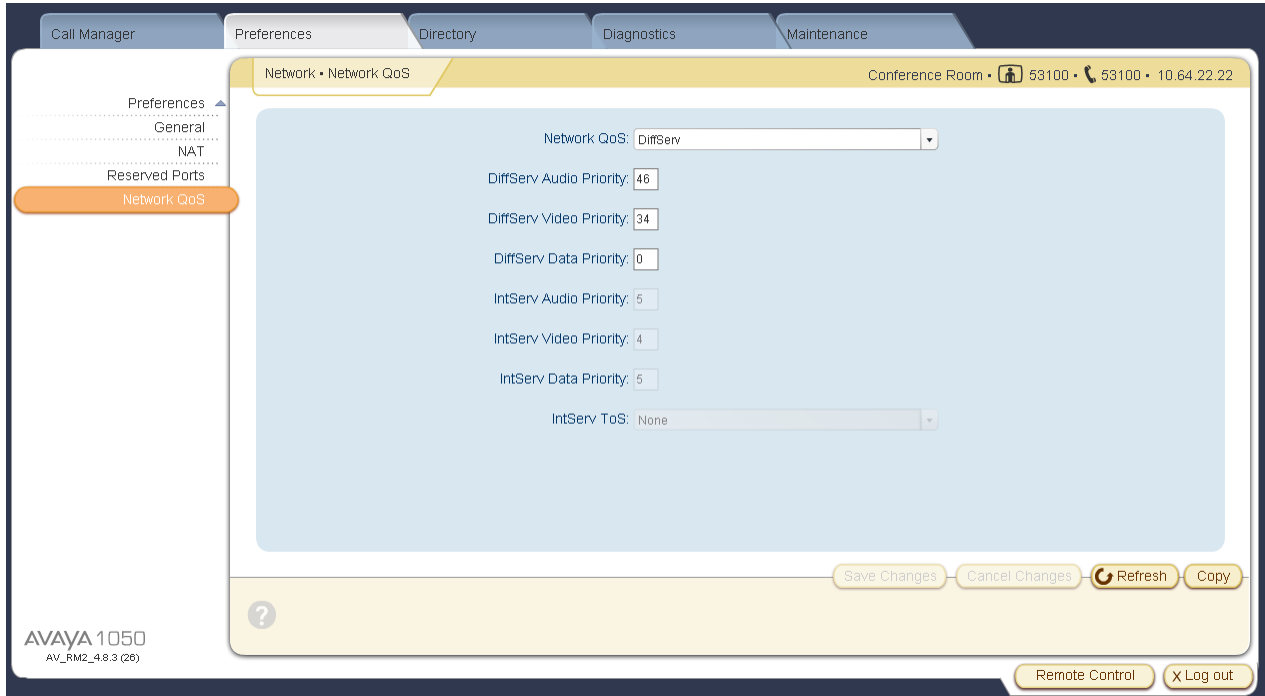 Call Manager Preferences Directory Diagnostics Maintenance
Network • Network QoS
Conference Room • 53100 • 53100 • 10.64.22.22
Preferences
General
NAT
Reserved Ports
Network QoS
Network QoS: DiffServ
DiffServ Audio Priority: 46
DiffServ Video Priority: 34
DiffServ Data Priority: 0
IntServ Audio Priority: 5
IntServ Video Priority: 4
IntServ Data Priority: 5
IntServ ToS: None
Save Changes Cancel Changes Refresh Copy
?
AVAYA 1050
AV_RM2_4.8.3 (26)
Remote Control X Log out